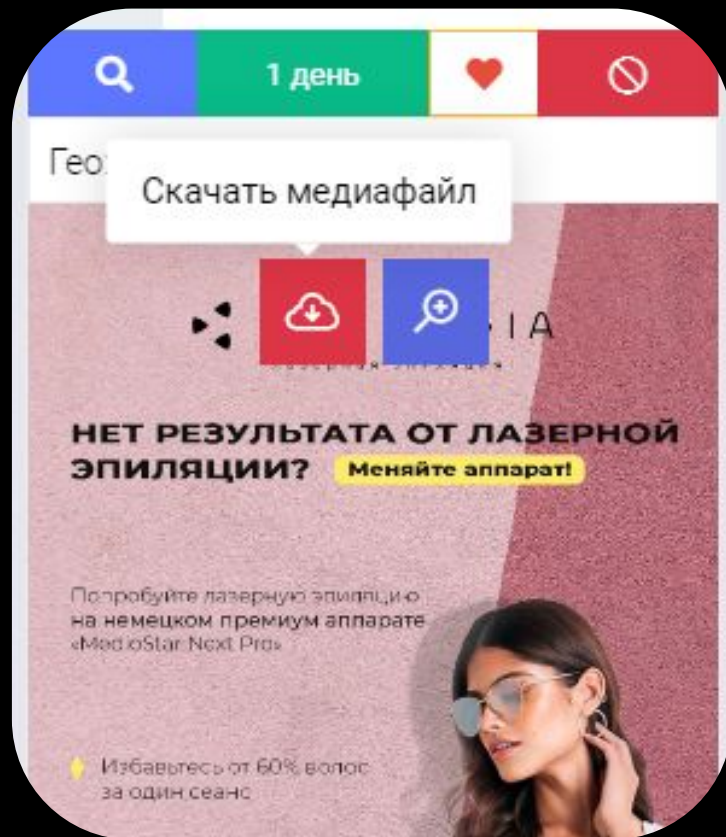 1 день
Гео:
Скачать медиафайл
IA
НЕТ РЕЗУЛЬТАТА ОТ ЛАЗЕРНОЙ
ЭПИЛЯЦИИ? Меняйте аппарат!
Попробуйте лазерную эпиляцию
на немецком премиум аппарате
«MedioStar Next Pro»
Избавьтесь от 60% волос
за один сеанс